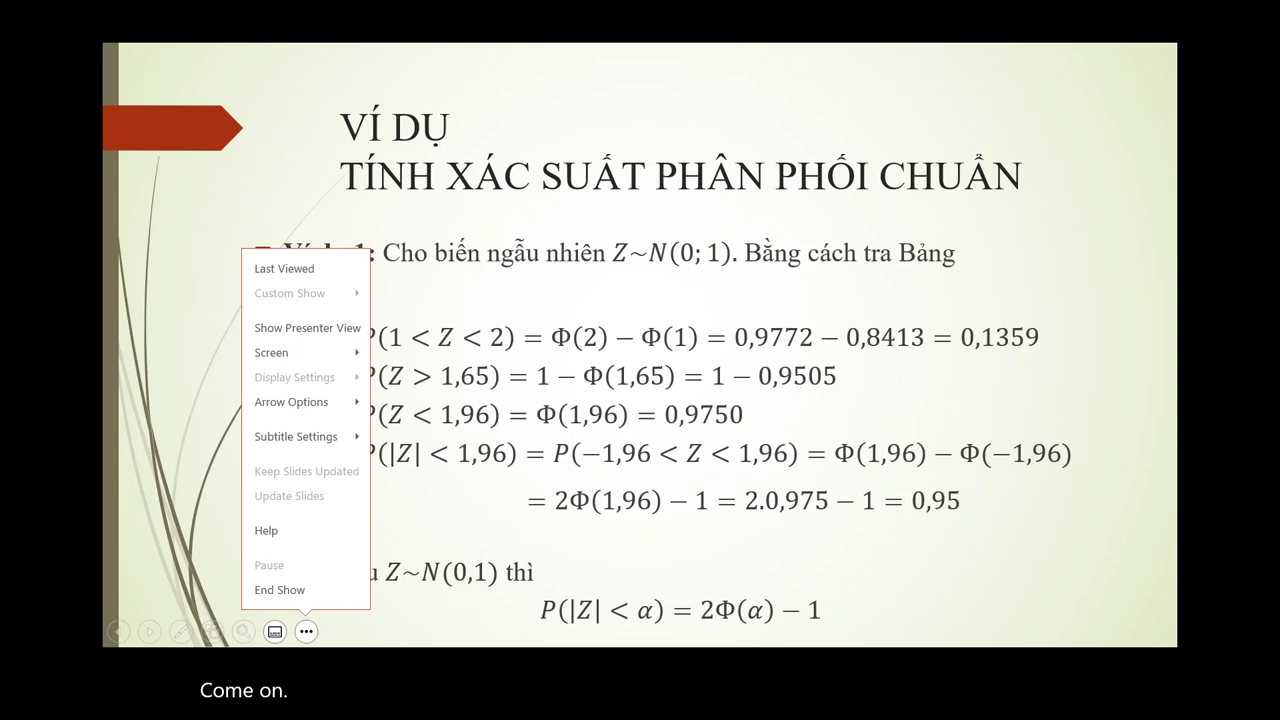 VÍ DỤ
TÍNH XÁC SUẤT PHÂN PHỐI CHUẨN
1: Cho biến ngẫu nhiên Z~N(0; 1). Bằng cách tra Bảng
P(1 < Z < 2) = Φ(2) − Φ(1) = 0,9772 − 0,8413 = 0,1359
P(Z > 1,65) = 1 − Φ(1,65) = 1 − 0,9505
P(Z < 1,96) = Φ(1,96) = 0,9750
P(|Z| < 1,96) = P(−1,96 < Z < 1,96) = Φ(1,96) − Φ(−1,96)
= 2Φ(1,96) − 1 = 2.0,975 − 1 = 0,95
u Z~N(0,1) thì
P(|Z| < α) = 2Φ(α) − 1
Last Viewed
Custom Show
Show Presenter View
Screen
Display Settings
Arrow Options
Subtitle Settings
Keep Slides Updated
Update Slides
Help
Pause
End Show
Come on.